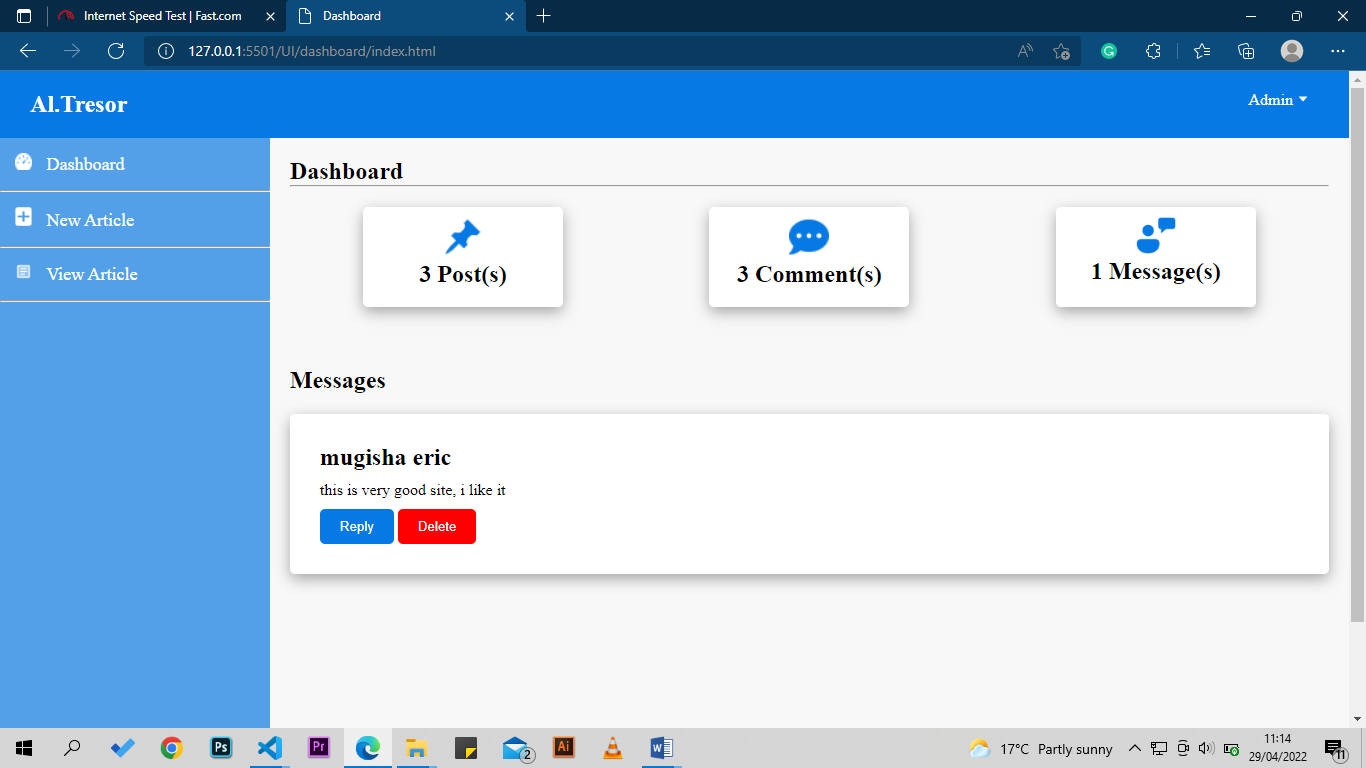 Internet Speed Test | Fast.com
Dashboard
127.0.0.1:5501/UI/dashboard/index.html
Al.Tresor
Admin
Dashboard
New Article
View Article
Dashboard
3 Post(s)
3 Comment(s)
1 Message(s)
Messages
mugisha eric
this is very good site, i like it
Reply
Delete
Ps
Pr
2
Ai
W
17°C Partly sunny
11:14
29/04/2022
11